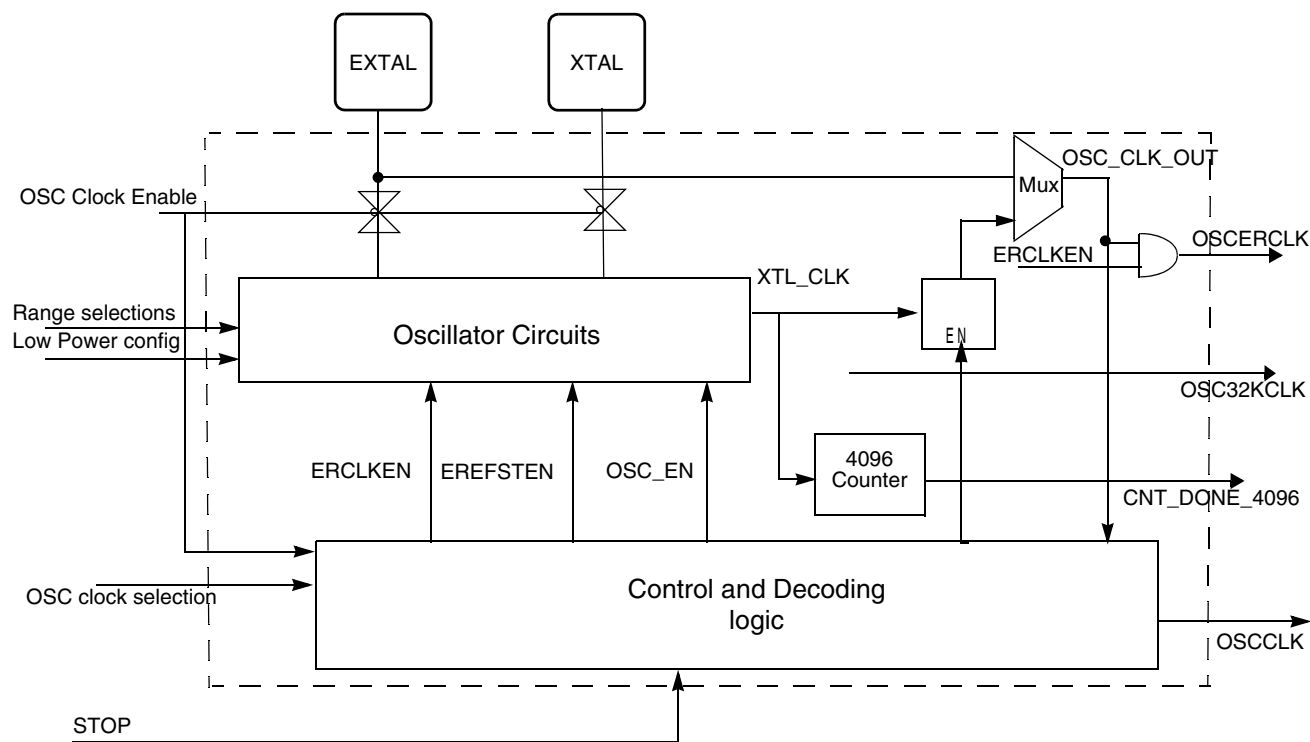 EXTAL
XTAL
OSC_CLK_OUT
Mux
OSC Clock Enable
OSCERCLK
ERCLKEN
XTL_CLK
Range selections
Low Power config
Oscillator Circuits
EN
OSC32KCLK
ERCLKEN
EREFSTEN
OSC_EN
4096
Counter
CNT_DONE_4096
OSC clock selection
Control and Decoding
logic
OSCCLK
STOP